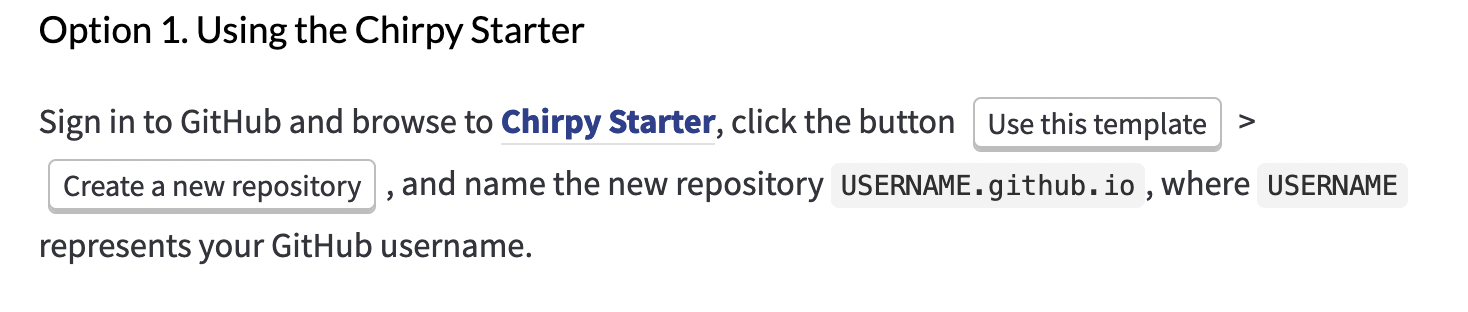 Option 1. Using the Chirpy Starter
Sign in to GitHub and browse to Chirpy Starter, click the button Use this template >
Create a new repository , and name the new repository USERNAME.github.io , where USERNAME
represents your GitHub username.